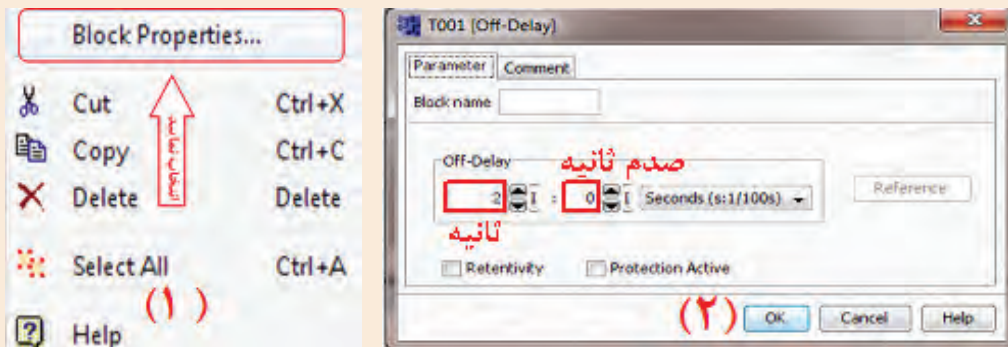 Block Properties...
Cut Ctrl+X
Copy Ctrl+C
Delete Delete
انتخاب نمایید
Select All Ctrl+A
(۱)
Help
T001 [Off-Delay]
Parameter Comment
Block name
Off-Delay
صدم ثانیه
2 : 0 Seconds (s:1/100s)
Reference
ثانیه
Retentivity Protection Active
(۲) OK Cancel Help